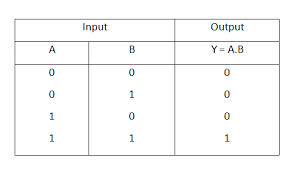 Input Output
A B Y = A.B
0 0 0
0 1 0
1 0 0
1 1 1